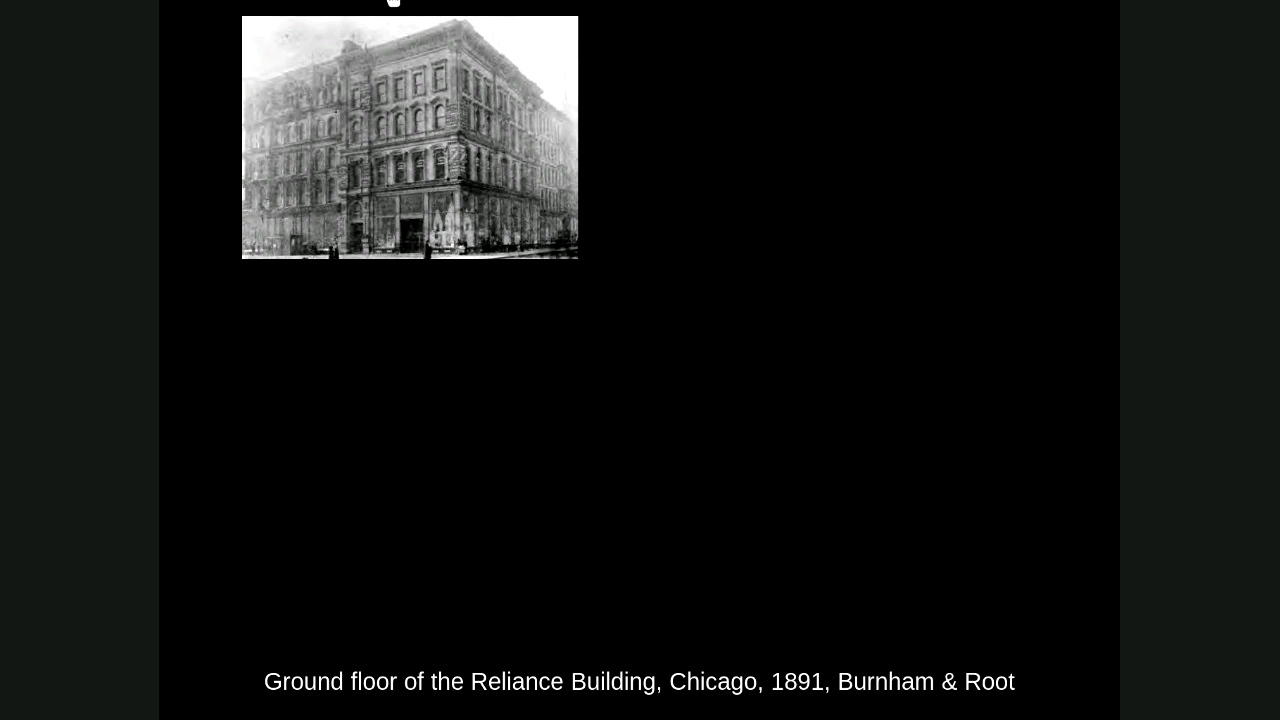 Ground floor of the Reliance Building, Chicago, 1891, Burnham & Root